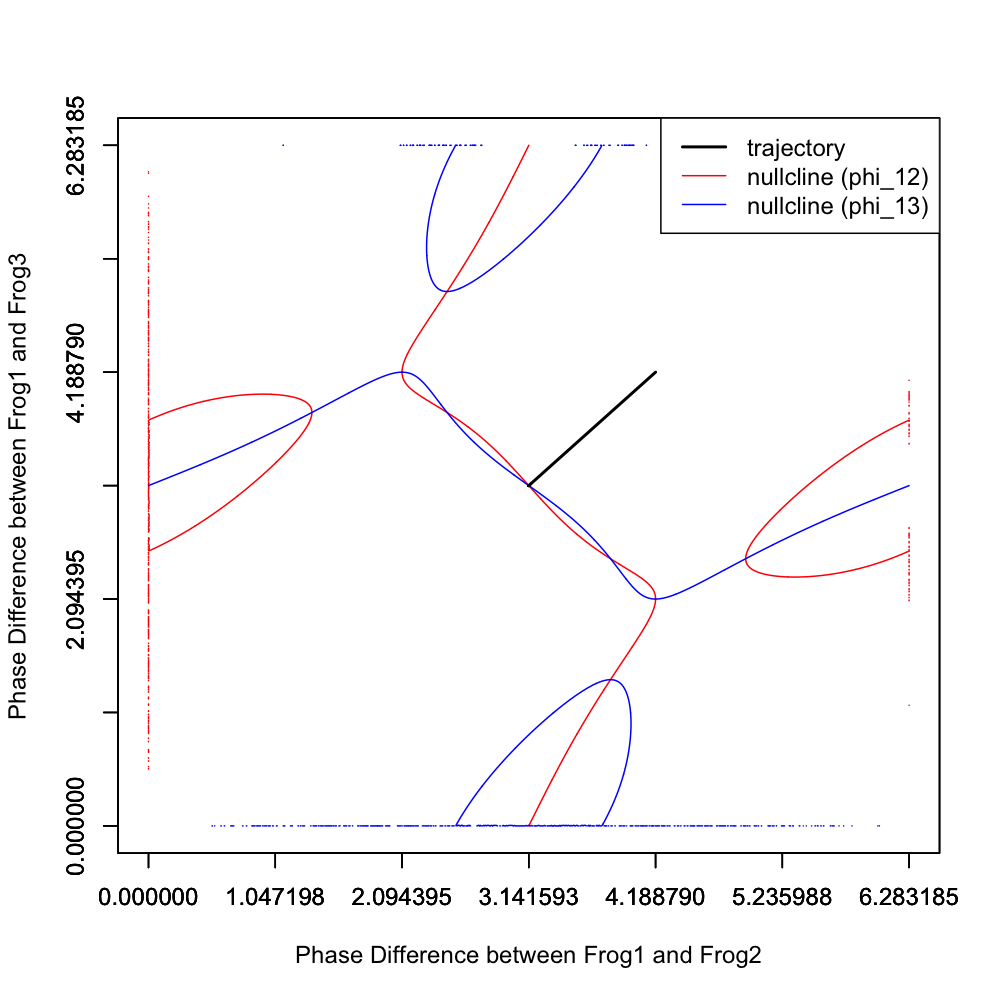 trajectory
nullcline (phi_12)
nullcline (phi_13)
Phase Difference between Frog1 and Frog3
6.283185
4.188790
2.094395
0.000000
0.000000 1.047198 2.094395 3.141593 4.188790 5.235988 6.283185
Phase Difference between Frog1 and Frog2